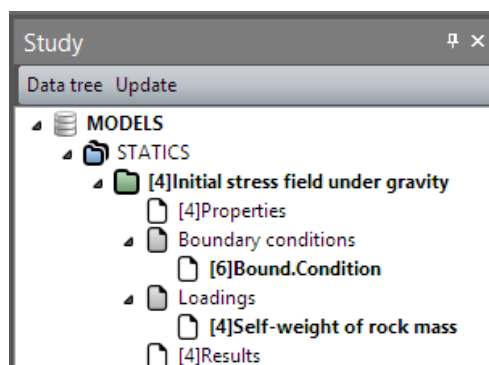 Study
Data tree Update
MODELS
STATICS
[4]Initial stress field under gravity
[4]Properties
Boundary conditions
[6]Bound.Condition
Loadings
[4]Self-weight of rock mass
[4]Results